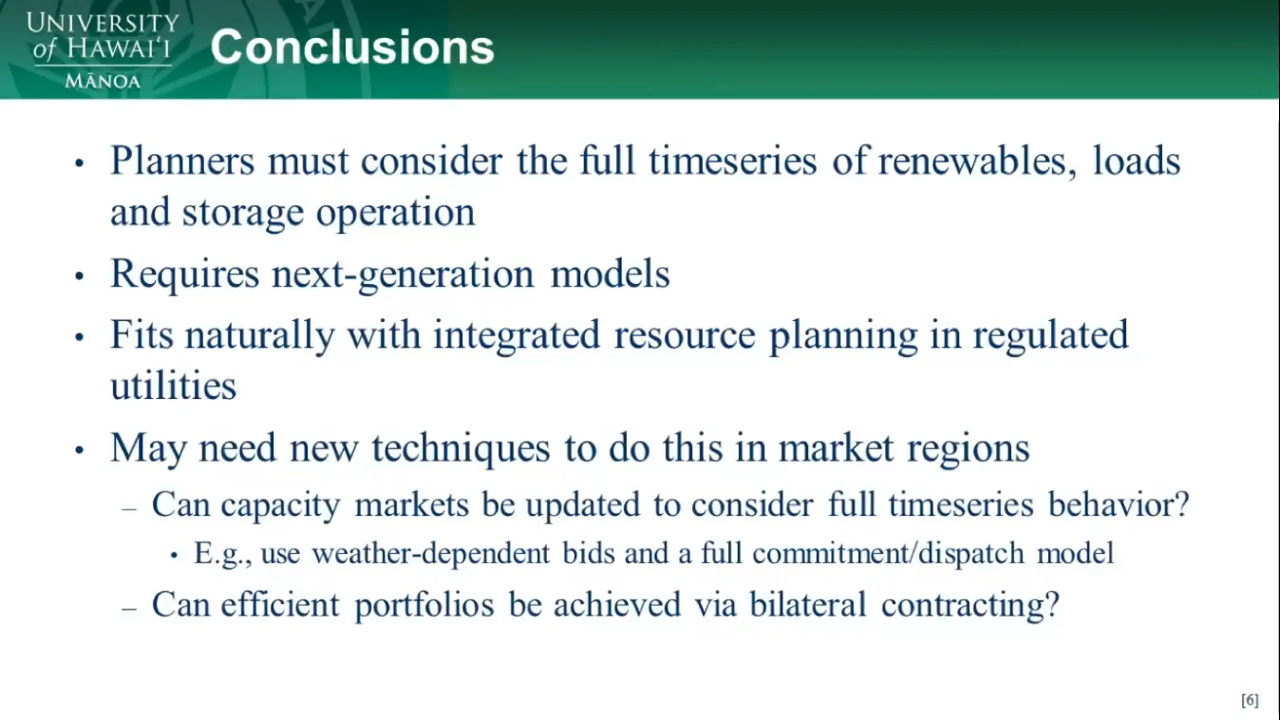 UNIVERSITY
of HAWAIʻI
MĀNOA
Conclusions
• Planners must consider the full timeseries of renewables, loads
and storage operation
• Requires next-generation models
• Fits naturally with integrated resource planning in regulated
utilities
• May need new techniques to do this in market regions
– Can capacity markets be updated to consider full timeseries behavior?
• E.g., use weather-dependent bids and a full commitment/dispatch model
– Can efficient portfolios be achieved via bilateral contracting?
[6]